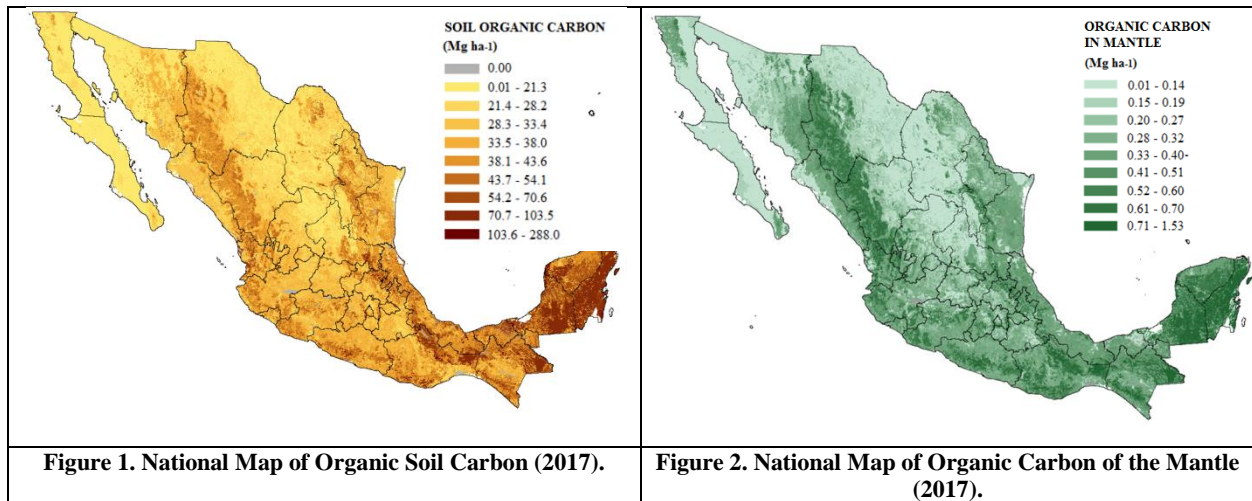 SOIL ORGANIC CARBON
(Mg ha-1)
0.00
0.01 - 21.3
21.4 - 28.2
28.3 - 33.4
33.5 - 38.0
38.1 - 43.6
43.7 - 54.1
54.2 - 70.6
70.7 - 103.5
103.6 - 288.0
ORGANIC CARBON
IN MANTLE
(Mg ha-1)
0.01 - 0.14
0.15 - 0.19
0.20 - 0.27
0.28 - 0.32
0.33 - 0.40
0.41 - 0.51
0.52 - 0.60
0.61 - 0.70
0.71 - 1.53
Figure 1. National Map of Organic Soil Carbon (2017).
Figure 2. National Map of Organic Carbon of the Mantle
(2017).